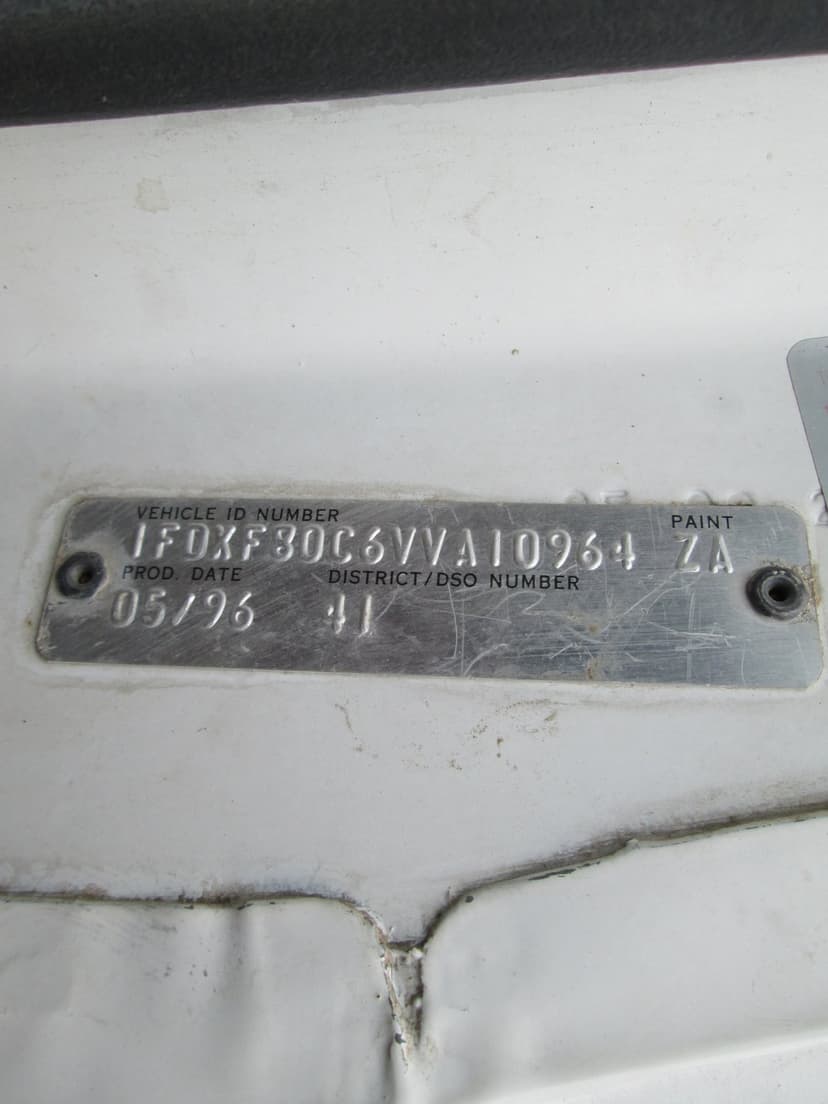 VEHICLE ID NUMBER PAINT
1FDXF80C6VVA10964 ZA
PROD. DATE DISTRICT/DSO NUMBER
05/96 41